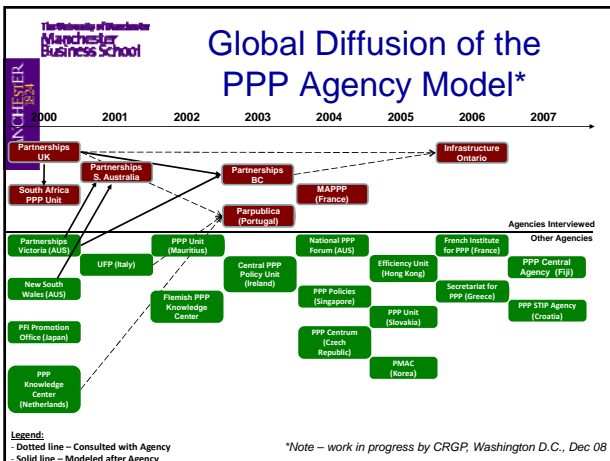 The University of Manchester
Manchester
Business School
MANCHESTER
1824
Global Diffusion of the
PPP Agency Model*
2000 2001 2002 2003 2004 2005 2006 2007
Partnerships
UK
Infrastructure
Ontario
Partnerships
S. Australia
Partnerships
BC
South Africa
PPP Unit
MAPPP
(France)
Parpublica
(Portugal)
Agencies Interviewed
Other Agencies
Partnerships
Victoria (AUS)
PPP Unit
(Mauritius)
National PPP
Forum (AUS)
French Institute
for PPP (France)
UFP (Italy)
Central PPP
Policy Unit
(Ireland)
Efficiency Unit
(Hong Kong)
PPP Central
Agency (Fiji)
New South
Wales (AUS)
Flemish PPP
Knowledge
Center
PPP Policies
(Singapore)
Secretariat for
PPP (Greece)
PPP Unit
(Slovakia)
PPP STIP Agency
(Croatia)
PFI Promotion
Office (Japan)
PPP Centrum
(Czech
Republic)
PMAC
(Korea)
PPP
Knowledge
Center
(Netherlands)
Legend:
- Dotted line – Consulted with Agency
- Solid line – Modeled after Agency
*Note – work in progress by CRGP, Washington D.C., Dec 08